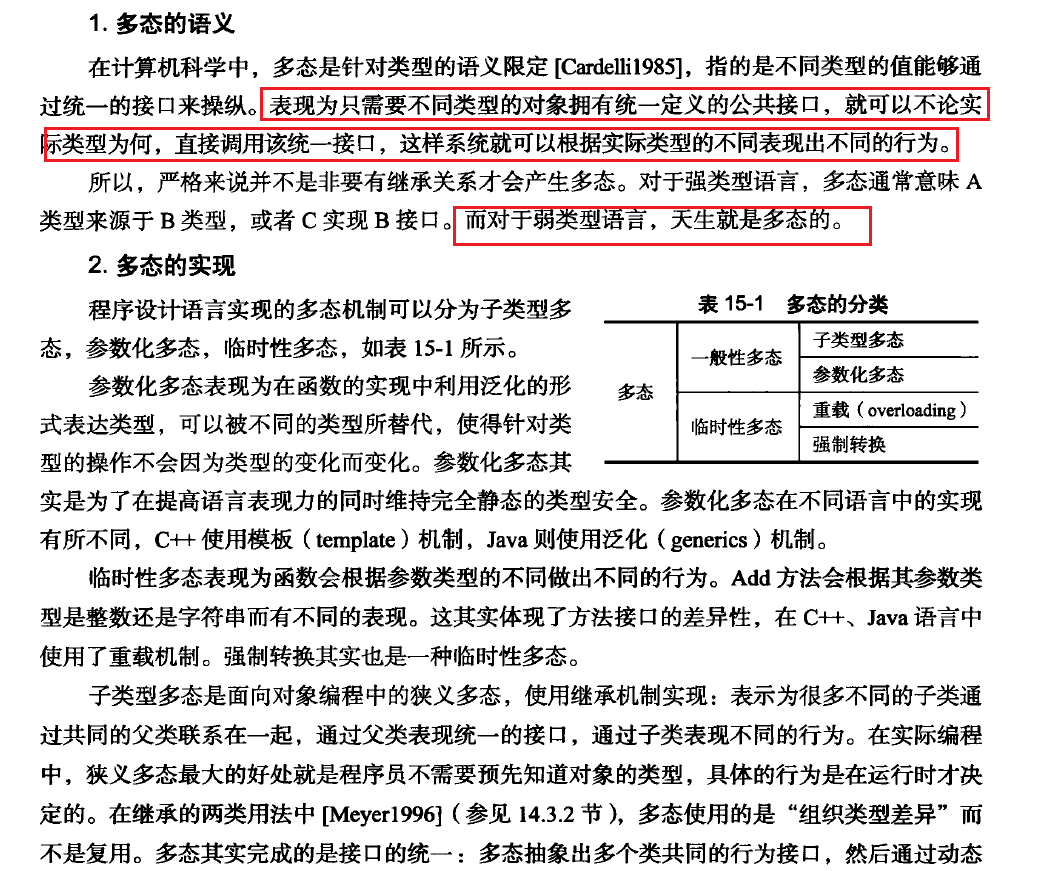 1. 多态的语义
在计算机科学中，多态是针对类型的语义限定 [Cardelli1985]，指的是不同类型的值能够通
过统一的接口来操纵。表现为只需要不同类型的对象拥有统一定义的公共接口，就可以不论实
际类型为何，直接调用该统一接口，这样系统就可以根据实际类型的不同表现出不同的行为。
所以，严格来说并不是非要有继承关系才会产生多态。对于强类型语言，多态通常意味 A
类型来源于 B 类型，或者 C 实现 B 接口。而对于弱类型语言，天生就是多态的。
2. 多态的实现
程序设计语言实现的多态机制可以分为子类型多
态，参数化多态，临时性多态，如表 15-1 所示。
参数化多态表现为在函数的实现中利用泛化的形
式表达类型，可以被不同的类型所替代，使得针对类
型的操作不会因为类型的变化而变化。参数化多态其
表 15-1 多态的分类
多态
一般性多态
子类型多态
参数化多态
临时性多态
重载（overloading）
强制转换
实是为了在提高语言表现力的同时维持完全静态的类型安全。参数化多态在不同语言中的实现
有所不同，C++ 使用模板（template）机制，Java 则使用泛化（generics）机制。
临时性多态表现为函数会根据参数类型的不同做出不同的行为。Add 方法会根据其参数类
型是整数还是字符串而有不同的表现。这其实体现了方法接口的差异性，在 C++、Java 语言中
使用了重载机制。强制转换其实也是一种临时性多态。
子类型多态是面向对象编程中的狭义多态，使用继承机制实现：表示为很多不同的子类通
过共同的父类联系在一起，通过父类表现统一的接口，通过子类表现不同的行为。在实际编程
中，狭义多态最大的好处就是程序员不需要预先知道对象的类型，具体的行为是在运行时才决
定的。在继承的两类用法中 [Meyer1996]（参见 14.3.2 节），多态使用的是“组织类型差异”而
不是复用。多态其实完成的是接口的统一：多态抽象出多个类共同的行为接口，然后通过动态